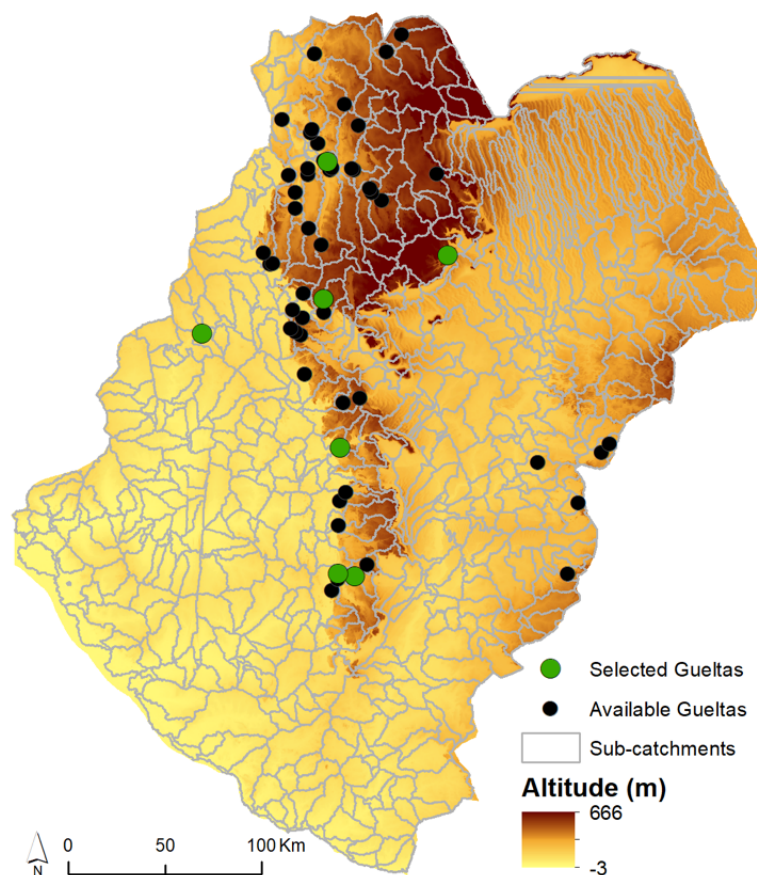 Selected Gueltas
Available Gueltas
Sub-catchments
Altitude (m)
666
-3
0 50 100 Km
N